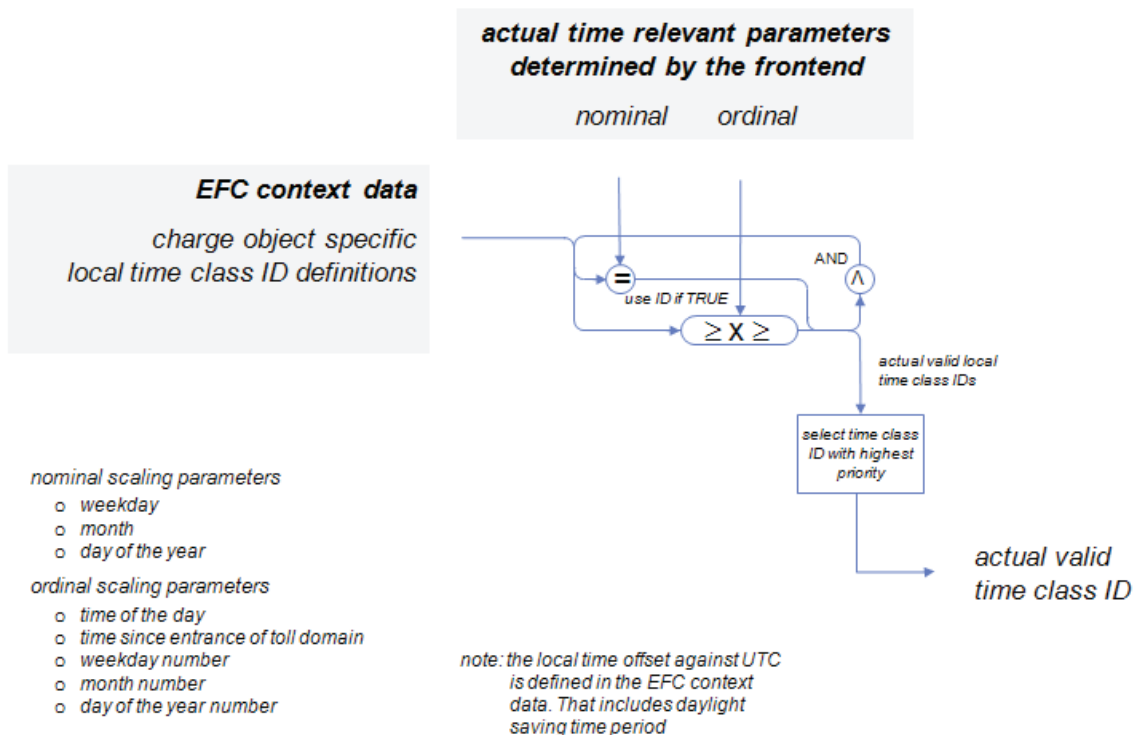 actual time relevant parameters
determined by the frontend
nominal ordinal
EFC context data
charge object specific
local time class ID definitions
AND
=
Λ
use ID if TRUE
≥ X ≥
actual valid local
time class IDs
select time class
ID with highest
priority
actual valid
time class ID
nominal scaling parameters
o weekday
o month
o day of the year
ordinal scaling parameters
o time of the day
o time since entrance of toll domain
o weekday number
o month number
o day of the year number
note: the local time offset against UTC
is defined in the EFC context
data. That includes daylight
saving time period